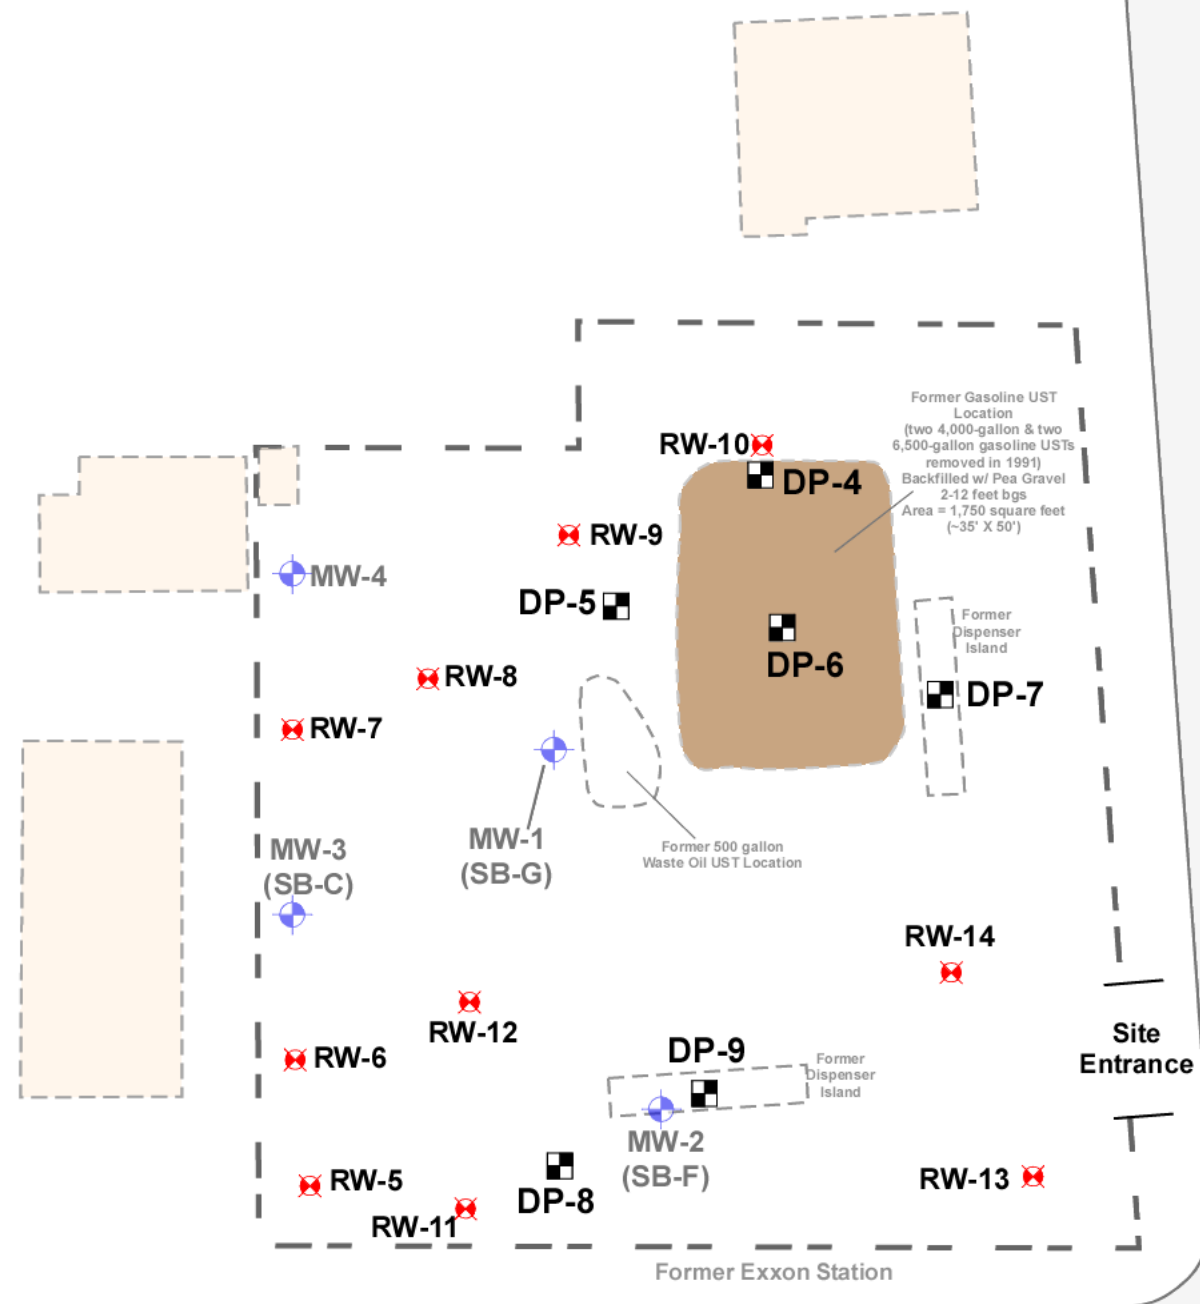 Former Gasoline UST
Location
(two 4,000-gallon & two
6,500-gallon gasoline USTs
removed in 1991)
Backfilled w/ Pea Gravel
2-12 feet bgs
Area = 1,750 square feet
(~35' X 50')
RW-10
DP-4
RW-9
MW-4
DP-5
Former
Dispenser
Island
DP-6
RW-8
DP-7
RW-7
MW-1
(SB-G)
Former 500 gallon
Waste Oil UST Location
MW-3
(SB-C)
RW-14
RW-12
Site
Entrance
RW-6
DP-9
Former
Dispenser
Island
MW-2
(SB-F)
RW-5
DP-8
RW-13
RW-11
Former Exxon Station